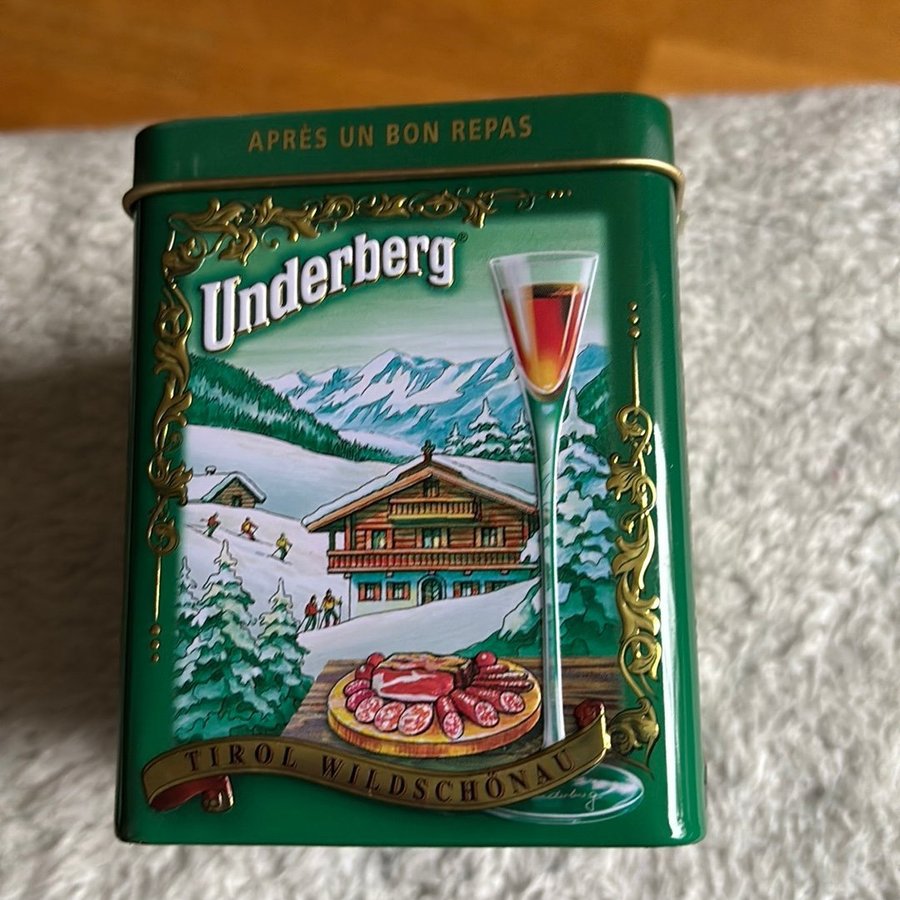 APRÈS UN BON REPAS
Underberg®
TIROL WILDSCHÖNAU